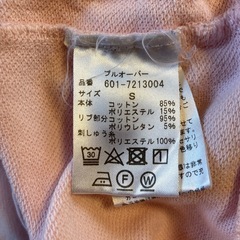 プルオーバー
品番 601-7213004
サイズ
S
本体 コットン 85%
ポリエステル 15%
リブ部分 コットン 95%
ポリウレタン 5%
刺しゅう糸
ポリエステル100%
30
F W